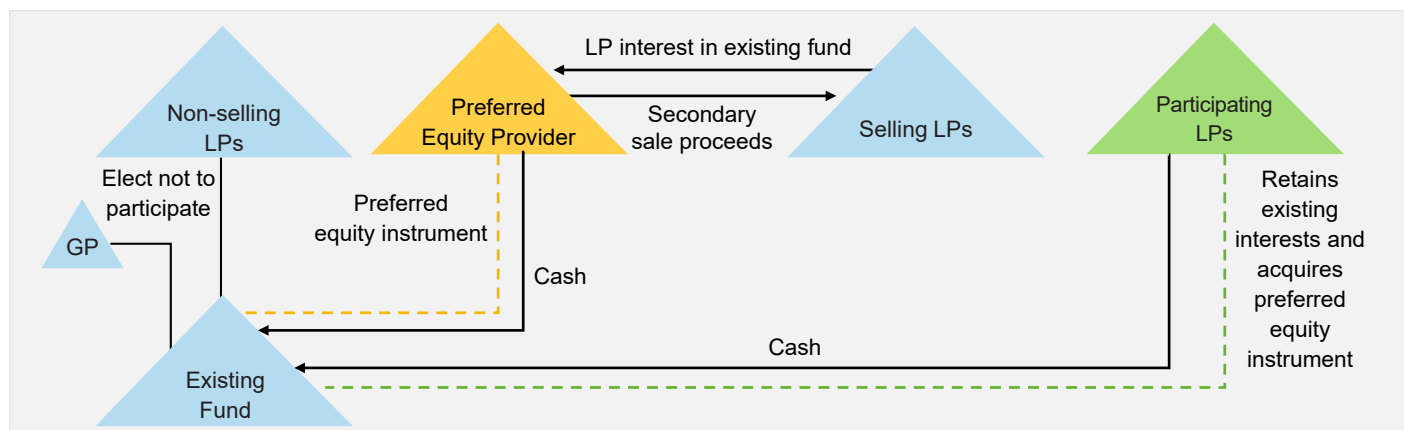 LP interest in existing fund
Non-selling
LPs
Preferred
Equity Provider
Secondary
sale proceeds
Selling LPs
Participating
LPs
Elect not to
participate
GP
Preferred
equity instrument
Cash
Retains
existing
interests and
acquires
preferred
equity
instrument
Cash
Existing
Fund